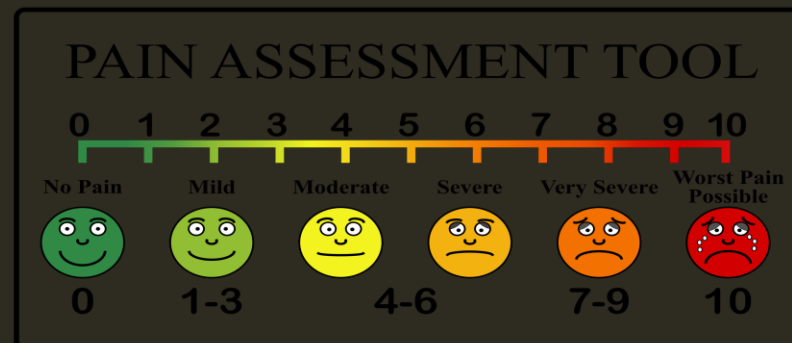 PAIN ASSESSMENT TOOL
0 1 2 3 4 5 6 7 8 9 10
No Pain Mild Moderate Severe Very Severe Worst Pain Possible
0 1-3 4-6 7-9 10